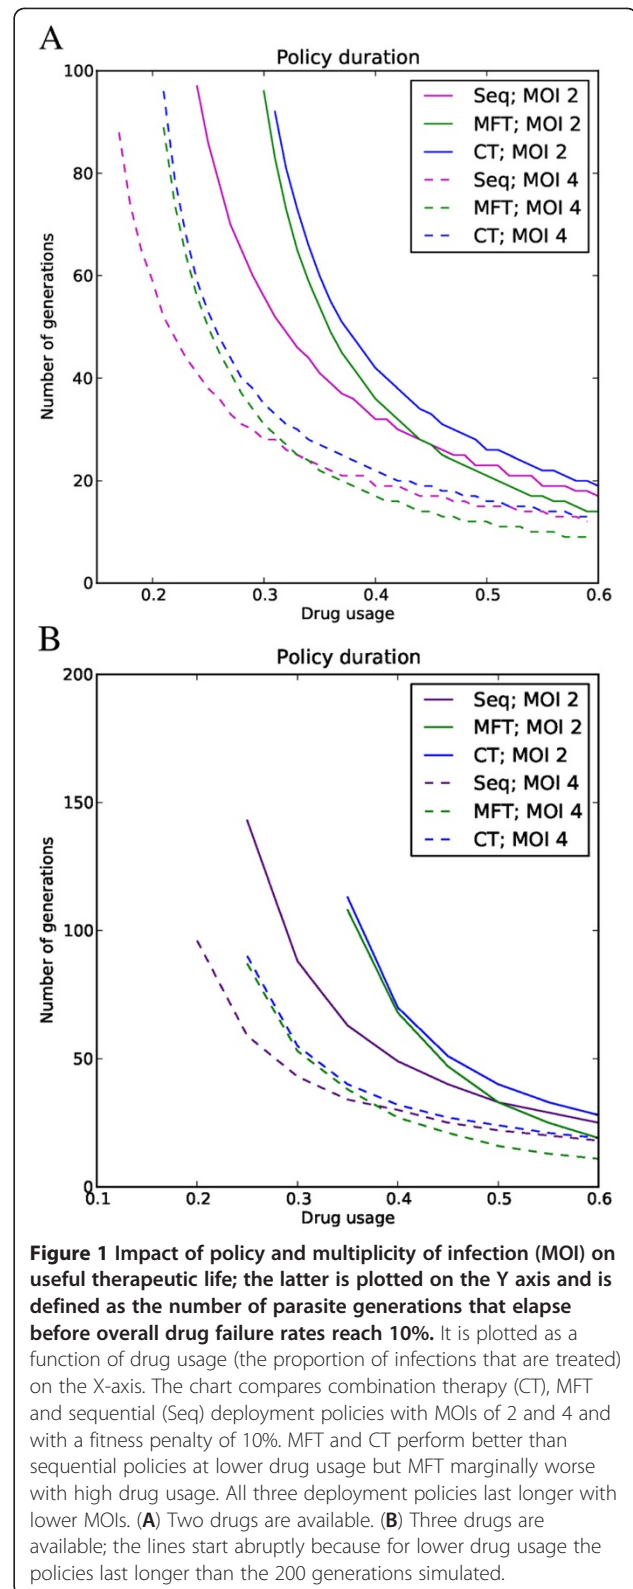 A
Policy duration
100
80
60
40
20
0
Number of generations
Seq; MOI 2
MFT; MOI 2
CT; MOI 2
Seq; MOI 4
MFT; MOI 4
CT; MOI 4
0.2 0.3 0.4 0.5 0.6
Drug usage
B
Policy duration
200
150
100
50
0
Number of generations
Seq; MOI 2
MFT; MOI 2
CT; MOI 2
Seq; MOI 4
MFT; MOI 4
CT; MOI 4
0.1 0.2 0.3 0.4 0.5 0.6
Drug usage
Figure 1 Impact of policy and multiplicity of infection (MOI) on
useful therapeutic life; the latter is plotted on the Y axis and is
defined as the number of parasite generations that elapse
before overall drug failure rates reach 10%. It is plotted as a
function of drug usage (the proportion of infections that are treated)
on the X-axis. The chart compares combination therapy (CT), MFT
and sequential (Seq) deployment policies with MOIs of 2 and 4 and
with a fitness penalty of 10%. MFT and CT perform better than
sequential policies at lower drug usage but MFT marginally worse
with high drug usage. All three deployment policies last longer with
lower MOIs. (A) Two drugs are available. (B) Three drugs are
available; the lines start abruptly because for lower drug usage the
policies last longer than the 200 generations simulated.